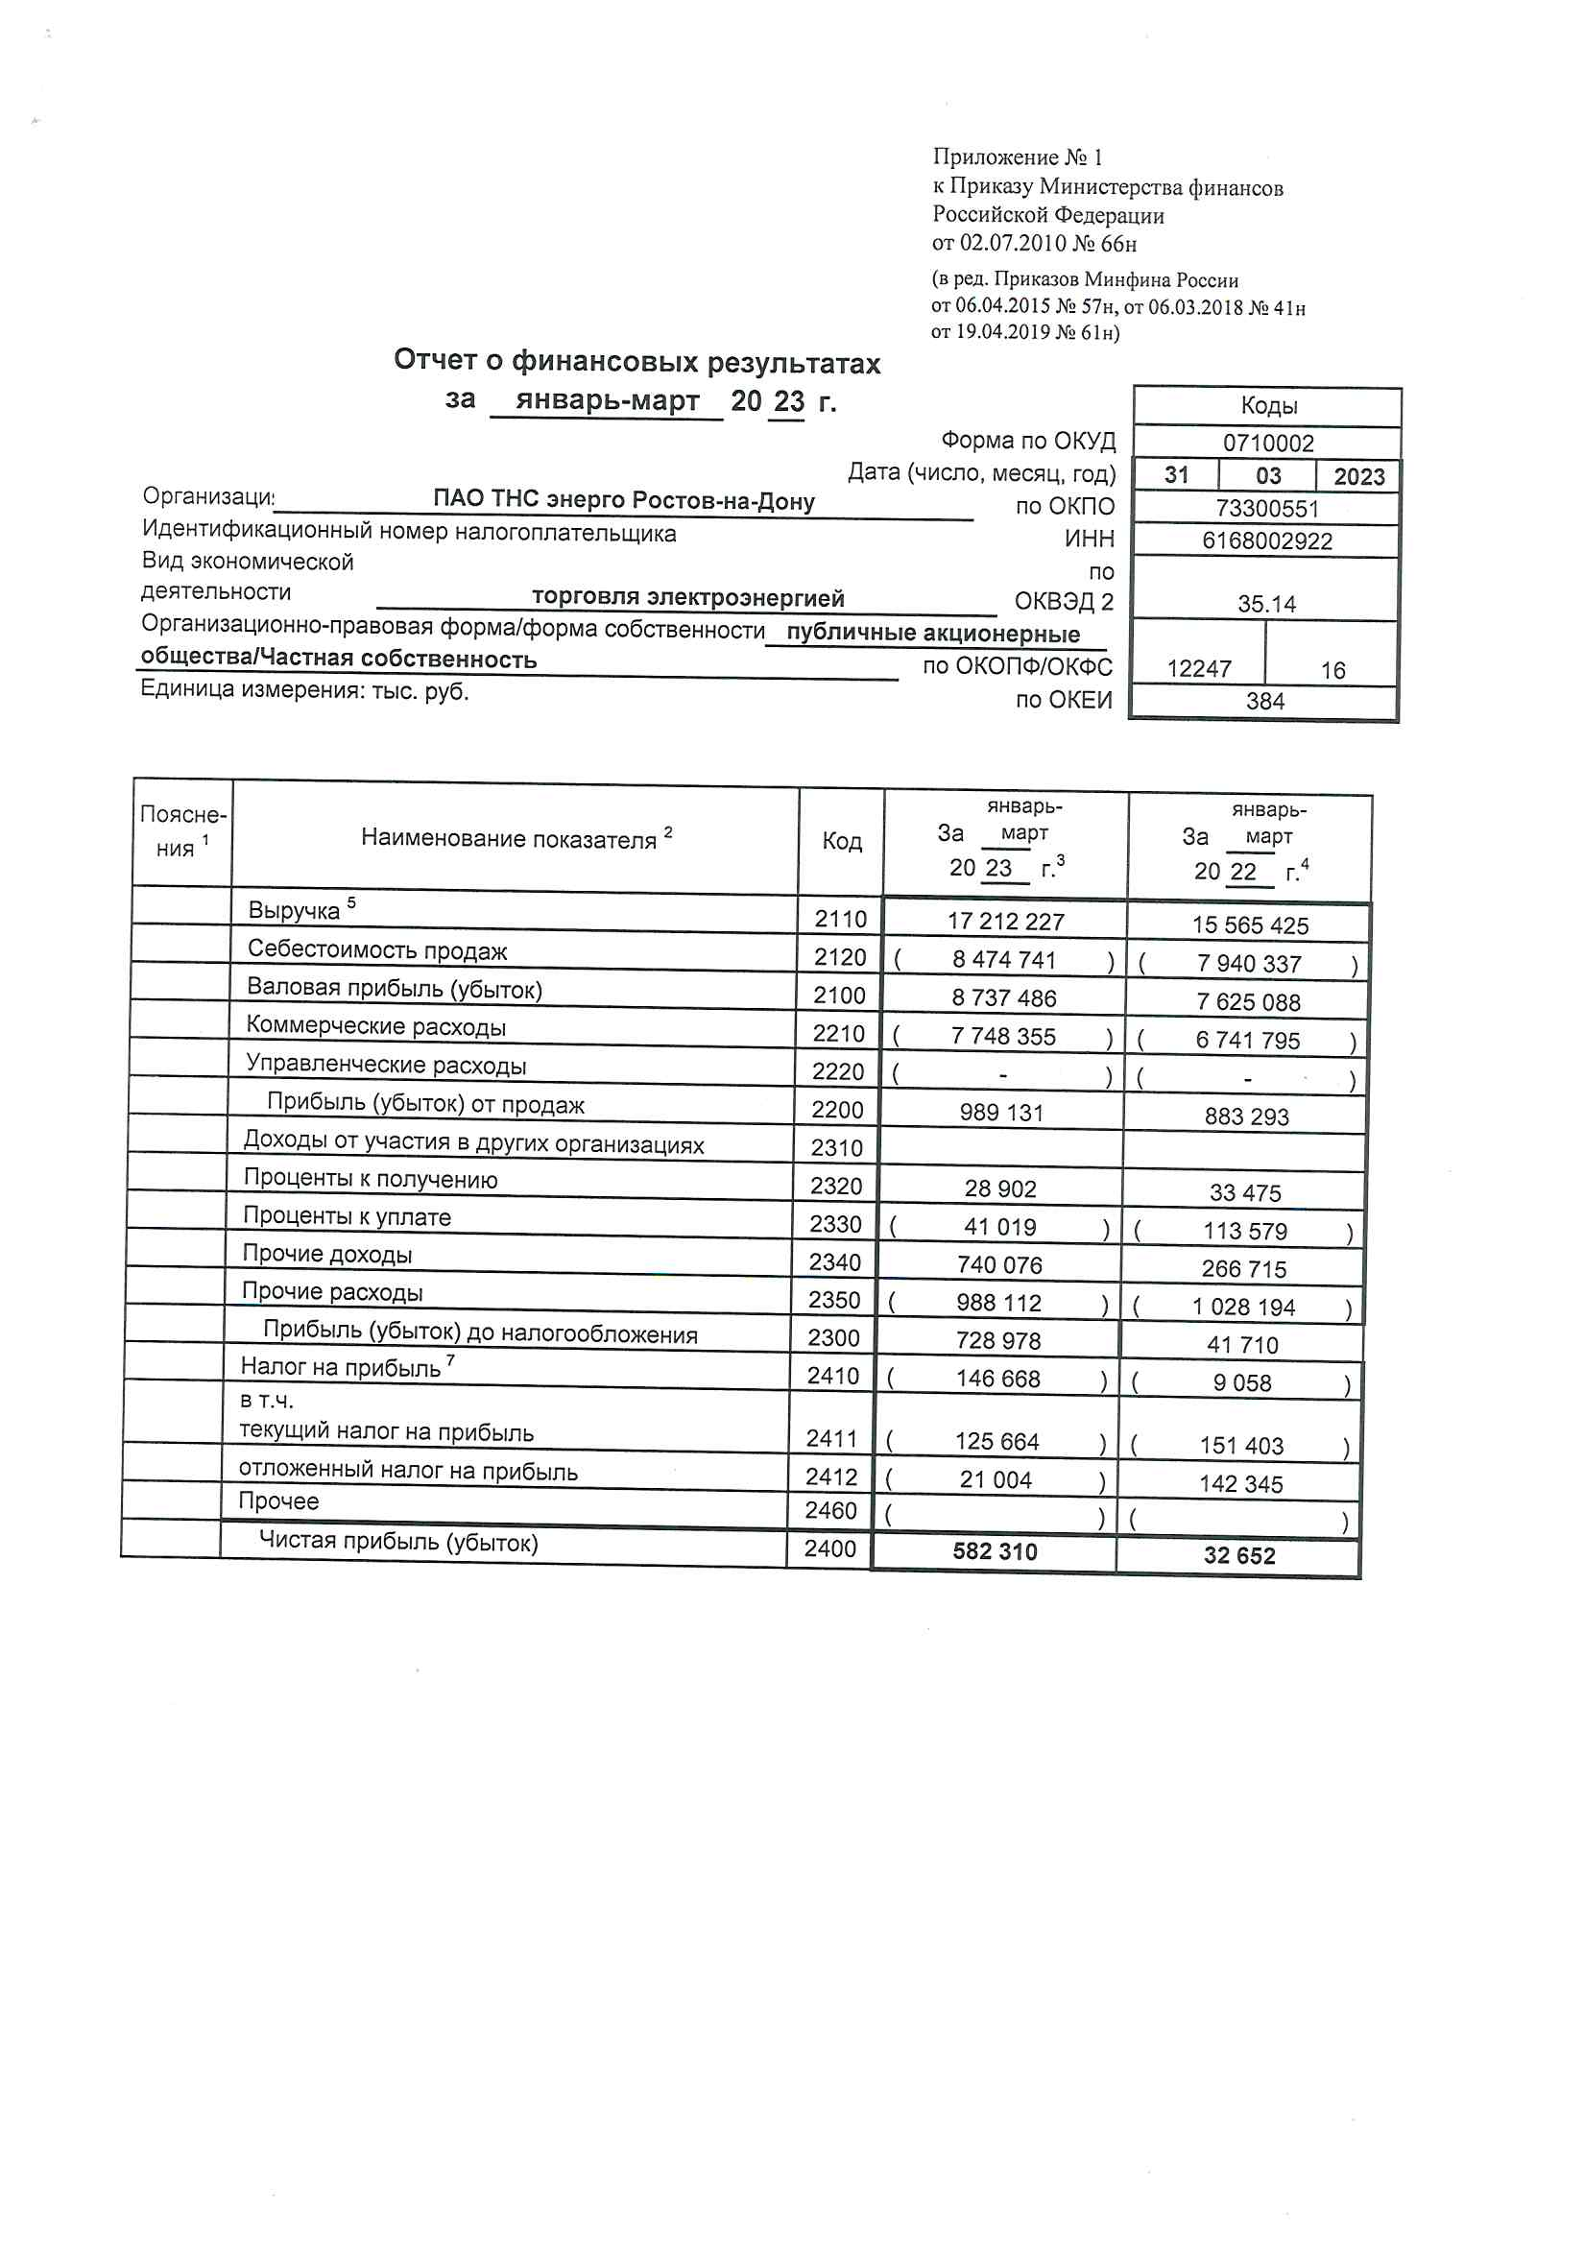 Приложение № 1
к Приказу Министерства финансов
Российской Федерации
от 02.07.2010 № 66н
(в ред. Приказов Минфина России
от 06.04.2015 № 57н, от 06.03.2018 № 41н
от 19.04.2019 № 61н)
Отчет о финансовых результатах
за январь-март 20 23 г.
Коды
Форма по ОКУД 0710002
Дата (число, месяц, год) 31 03 2023
Организаци: ПАО ТНС энерго Ростов-на-Дону по ОКПО 73300551
Идентификационный номер налогоплательщика ИНН 6168002922
Вид экономической по
деятельности торговля электроэнергией ОКВЭД 2 35.14
Организационно-правовая форма/форма собственности публичные акционерные
общества/Частная собственность по ОКОПФ/ОКФС 12247 16
Единица измерения: тыс. руб. по ОКЕИ 384
Поясне-
ния 1
Наименование показателя 2
Код
январь-
За март
20 23 г.3
январь-
За март
20 22 г.4
Выручка 5 2110 17 212 227 15 565 425
Себестоимость продаж 2120 ( 8 474 741 ) ( 7 940 337 )
Валовая прибыль (убыток) 2100 8 737 486 7 625 088
Коммерческие расходы 2210 ( 7 748 355 ) ( 6 741 795 )
Управленческие расходы 2220 ( - ) ( - )
Прибыль (убыток) от продаж 2200 989 131 883 293
Доходы от участия в других организациях 2310
Проценты к получению 2320 28 902 33 475
Проценты к уплате 2330 ( 41 019 ) ( 113 579 )
Прочие доходы 2340 740 076 266 715
Прочие расходы 2350 ( 988 112 ) ( 1 028 194 )
Прибыль (убыток) до налогообложения 2300 728 978 41 710
Налог на прибыль 7 2410 ( 146 668 ) ( 9 058 )
в т.ч.
текущий налог на прибыль 2411 ( 125 664 ) ( 151 403 )
отложенный налог на прибыль 2412 ( 21 004 ) 142 345
Прочее 2460 ( ) ( )
Чистая прибыль (убыток) 2400 582 310 32 652